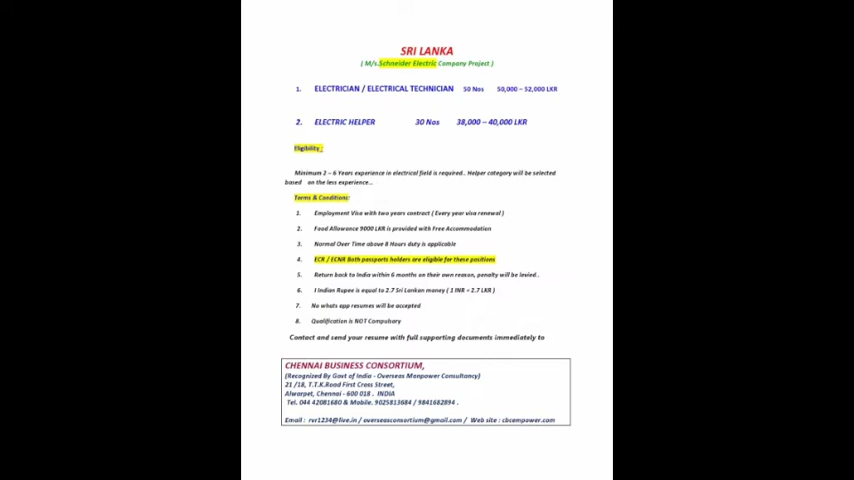 SRI LANKA
( M/s.Schneider Electric Company Project )
1. ELECTRICIAN / ELECTRICAL TECHNICIAN 50 Nos 50,000 – 52,000 LKR
2. ELECTRIC HELPER 30 Nos 38,000 – 40,000 LKR
Eligibility :
Minimum 2 – 6 Years experience in electrical field is required.. Helper category will be selected
based on the less experience...
Terms & Conditions:
1. Employment Visa with two years contract ( Every year visa renewal )
2. Food Allowance 9000 LKR is provided with Free Accommodation
3. Normal Over Time above 8 Hours duty is applicable
4. ECR / ECNR Both passports holders are eligible for these positions
5. Return back to India within 6 months on their own reason, penalty will be levied..
6. I Indian Rupee is equal to 2.7 Sri Lankan money ( 1 INR = 2.7 LKR )
7. No whats app resumes will be accepted
8. Qualification is NOT Compulsary
Contact and send your resume with full supporting documents immediately to
CHENNAI BUSINESS CONSORTIUM,
(Recognized By Govt of India - Overseas Manpower Consultancy)
21 /18, T.T.K.Road First Cross Street,
Alwarpet, Chennai - 600 018 . INDIA
Tel. 044 42081680 & Mobile. 9025813684 / 9841682894 .
Email : rvr1234@live.in / overseasconsortium@gmail.com / Web site : cbcempower.com